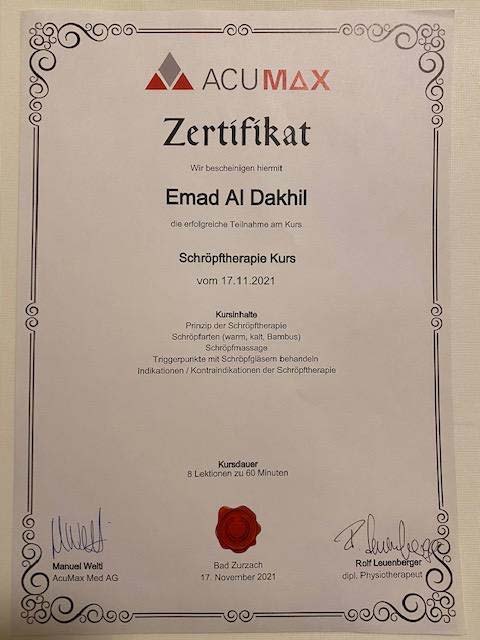 ACUMAX
Zertifikat
Wir bescheinigen hiermit
Emad Al Dakhil
die erfolgreiche Teilnahme am Kurs
Schröpftherapie Kurs
vom 17.11.2021
Kursinhalte
Prinzip der Schröpftherapie
Schröpfarten (warm, kalt, Bambus)
Schröpfmassage
Triggerpunkte mit Schröpfgläsern behandeln
Indikationen / Kontraindikationen der Schröpftherapie
Kursdauer
8 Lektionen zu 60 Minuten
R. Leuenberger
Manuel Welti
AcuMax Med AG
Bad Zurzach
17. November 2021
Rolf Leuenberger
dipl. Physiotherapeut